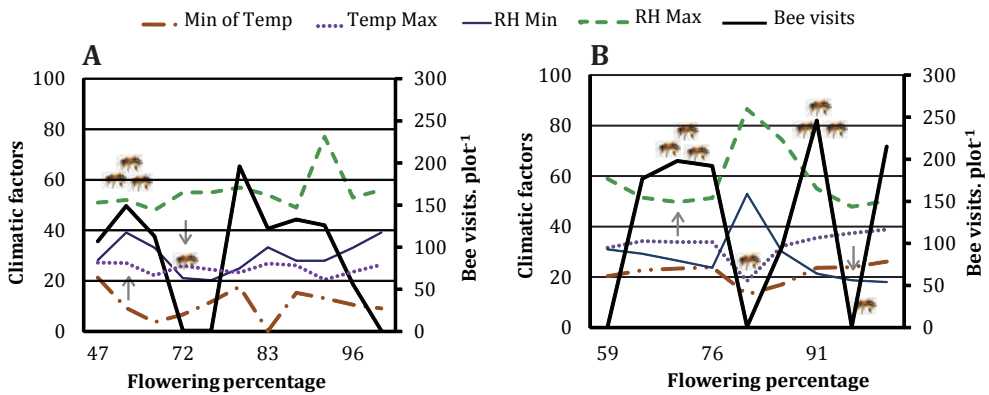 Min of Temp Temp Max RH Min RH Max Bee visits
A
B
100 300 100 300
250 250
80 80
200 200
60 60
150 150
40 40
100 100
20 20
50 50
0 0 0 0
47 72 83 96
59 76 91
Climatic factors
Bee visits. plot⁻¹
Climatic factors
Bee visits. plot⁻¹
Flowering percentage
Flowering percentage